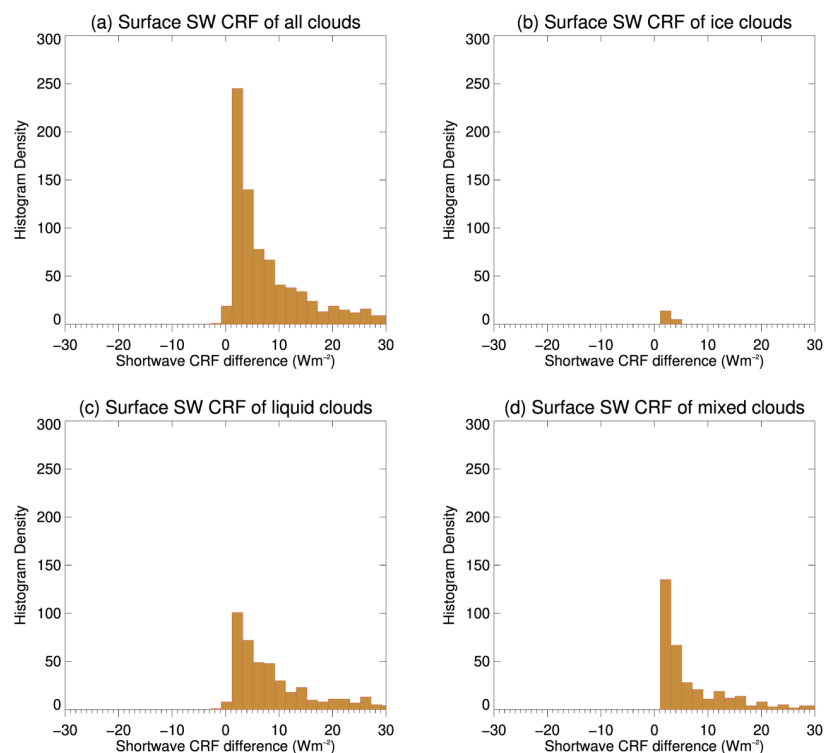 (a) Surface SW CRF of all clouds
300
250
200
150
100
50
0
Histogram Density
−30 −20 −10 0 10 20 30
Shortwave CRF difference (Wm⁻²)
(b) Surface SW CRF of ice clouds
300
250
200
150
100
50
0
Histogram Density
−30 −20 −10 0 10 20 30
Shortwave CRF difference (Wm⁻²)
(c) Surface SW CRF of liquid clouds
300
250
200
150
100
50
0
Histogram Density
−30 −20 −10 0 10 20 30
Shortwave CRF difference (Wm⁻²)
(d) Surface SW CRF of mixed clouds
300
250
200
150
100
50
0
Histogram Density
−30 −20 −10 0 10 20 30
Shortwave CRF difference (Wm⁻²)